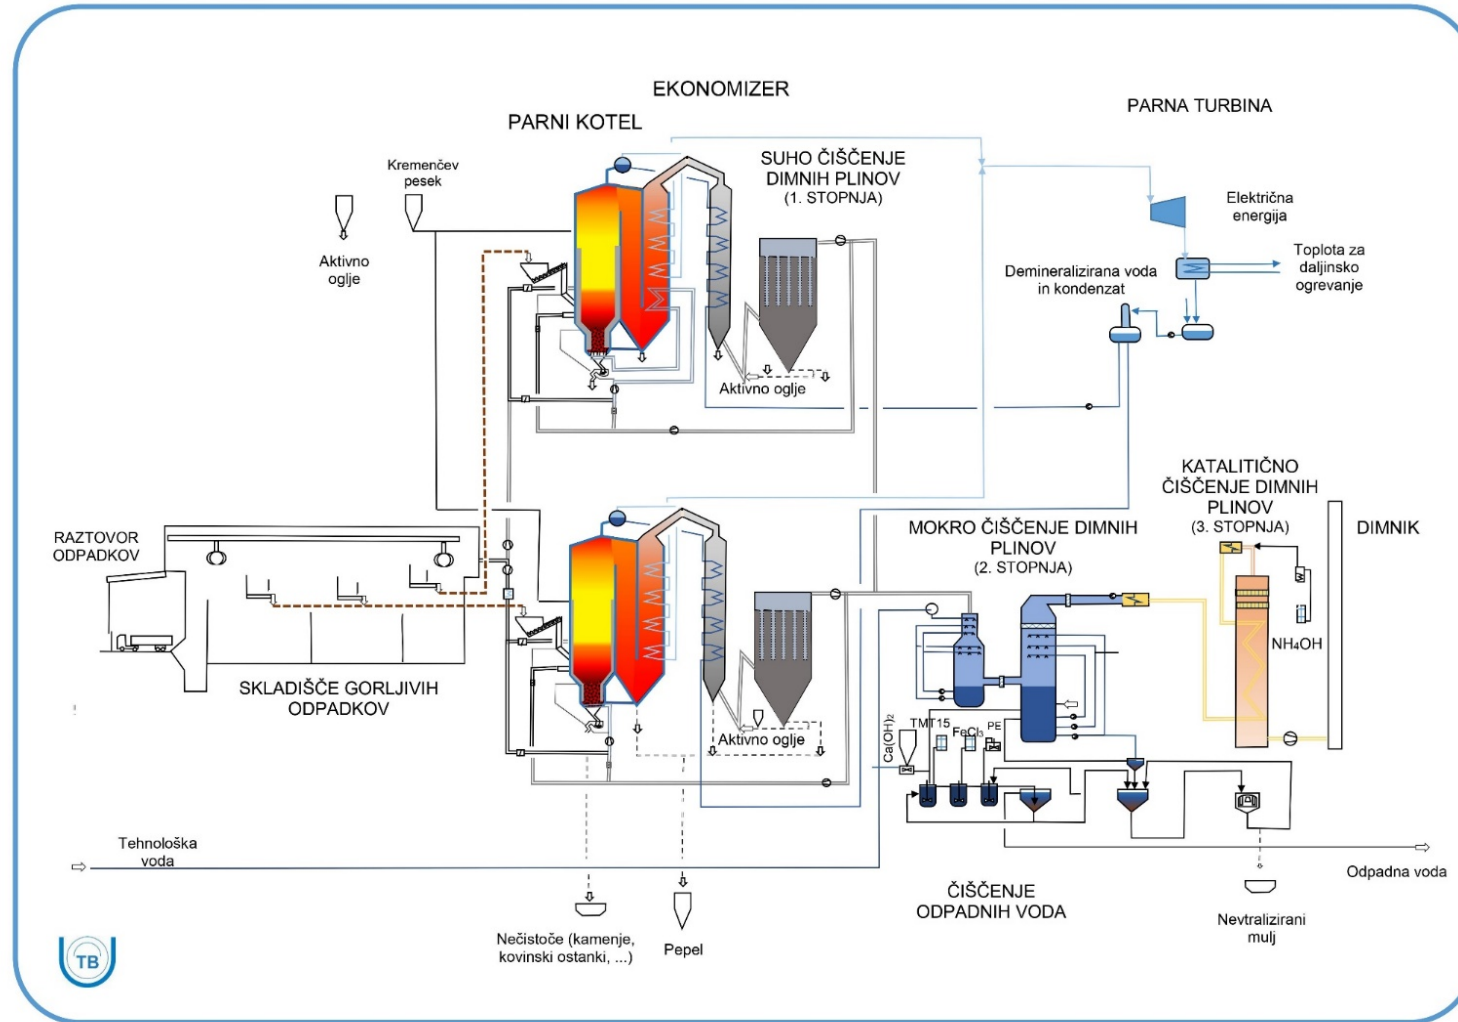 EKONOMIZER
PARNI KOTEL
PARNA TURBINA
SUHO ČIŠČENJE
DIMNIH PLINOV
(1. STOPNJA)
Kremenčev
pesek
Aktivno
oglje
Električna
energija
Toplota za
daljinsko
ogrevanje
Demineralizirana voda
in kondenzat
Aktivno oglje
RAZTOVOR
ODPADKOV
SKLADIŠČE GORLJIVIH
ODPADKOV
KATALITIČNO
ČIŠČENJE DIMNIH
PLINOV
(3. STOPNJA)
MOKRO ČIŠČENJE DIMNIH
PLINOV
(2. STOPNJA)
DIMNIK
NH₄OH
Aktivno oglje
Ca(OH)₂
TMT15
FeCl₃
PE
Tehnološka
voda
Odpadna voda
ČIŠČENJE
ODPADNIH VODA
Nečistoče (kamenje,
kovinski ostanki, ...)
Pepel
Nevtralizirani
mulj
TB